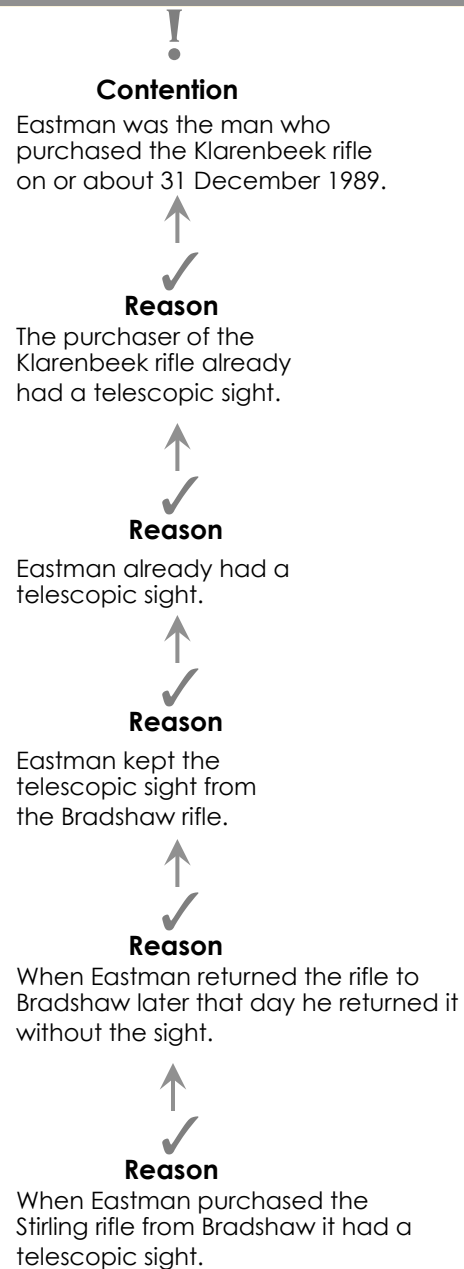 !
Contention
Eastman was the man who
purchased the Klarenbeek rifle
on or about 31 December 1989.
Reason
The purchaser of the
Klarenbeek rifle already
had a telescopic sight.
Reason
Eastman already had a
telescopic sight.
Reason
Eastman kept the
telescopic sight from
the Bradshaw rifle.
Reason
When Eastman returned the rifle to
Bradshaw later that day he returned it
without the sight.
Reason
When Eastman purchased the
Stirling rifle from Bradshaw it had a
telescopic sight.